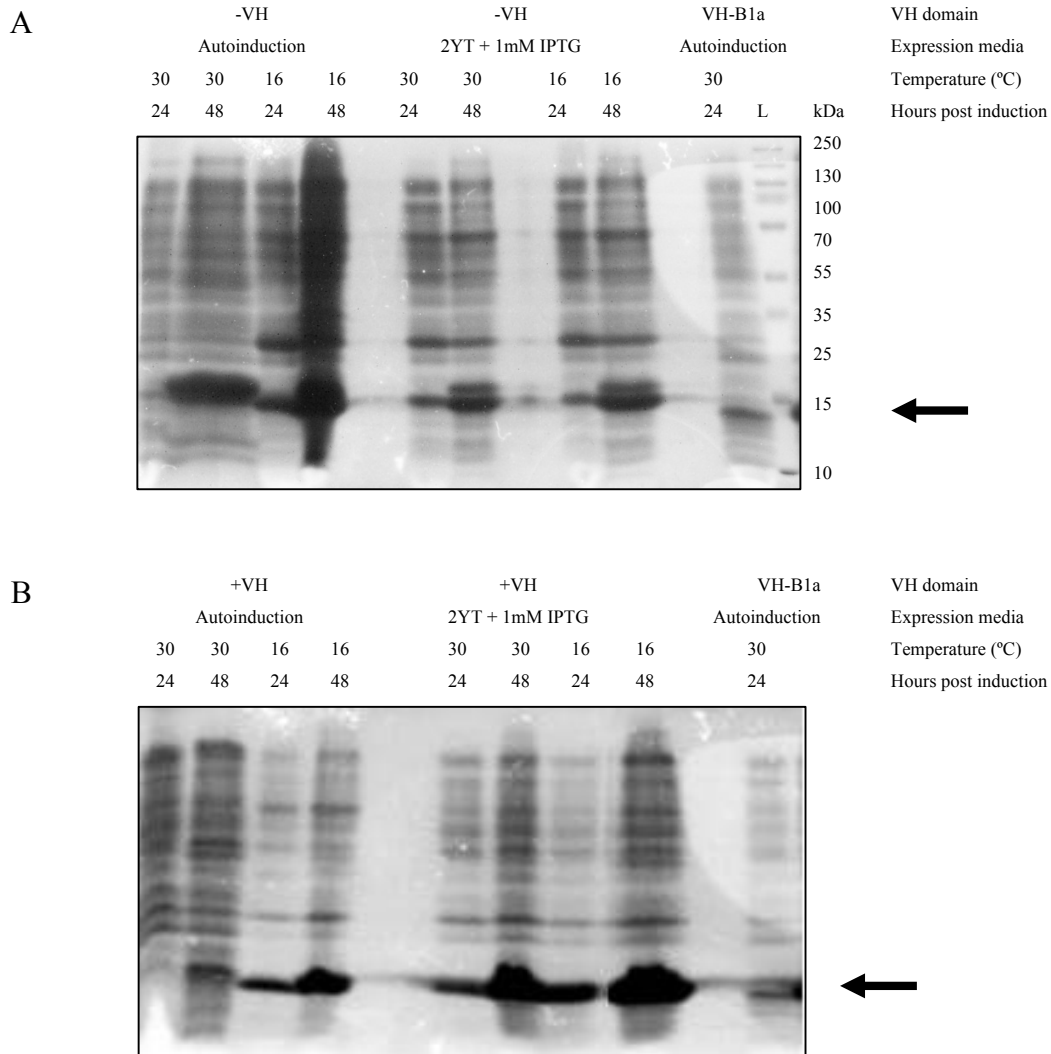 A
-VH -VH VH-B1a VH domain
Autoinduction 2YT + 1mM IPTG Autoinduction Expression media
30 30 16 16 30 30 16 16 30 Temperature (ºC)
24 48 24 48 24 48 24 48 24 L kDa Hours post induction
250
130
100
70
55
35
25
15
10
B
+VH +VH VH-B1a VH domain
Autoinduction 2YT + 1mM IPTG Autoinduction Expression media
30 30 16 16 30 30 16 16 30 Temperature (ºC)
24 48 24 48 24 48 24 48 24 Hours post induction